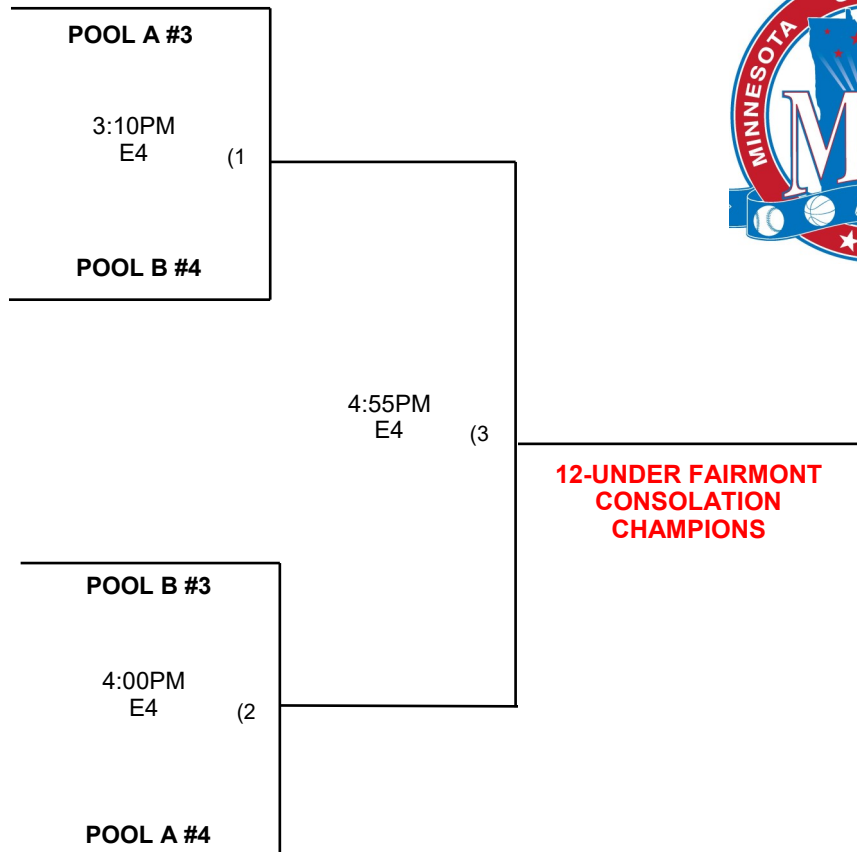 POOL A #3
3:10PM
E4 (1
POOL B #4
MINNESOTA
M
4:55PM
E4 (3
12-UNDER FAIRMONT
CONSOLATION
CHAMPIONS
POOL B #3
4:00PM
E4 (2
POOL A #4